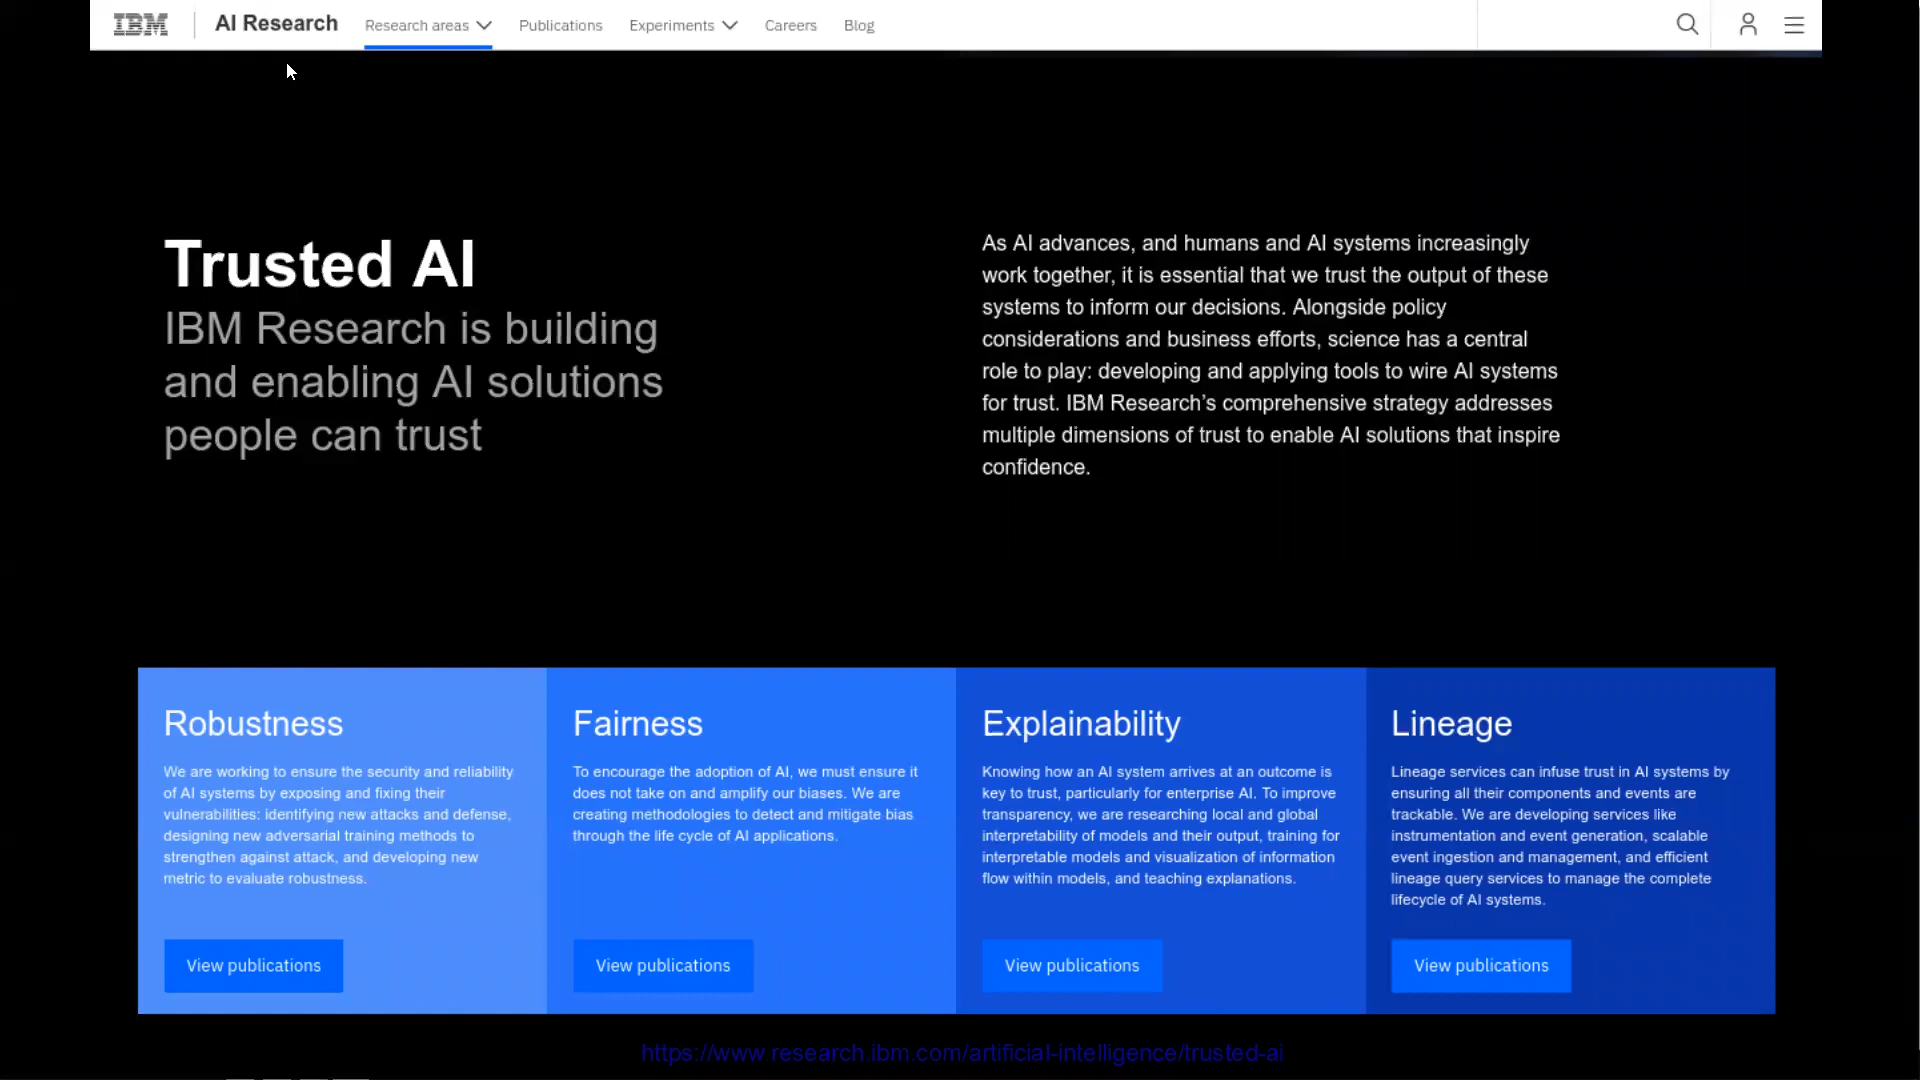 IBM AI Research Research areas Publications Experiments Careers Blog
Trusted AI
IBM Research is building
and enabling AI solutions
people can trust
As AI advances, and humans and AI systems increasingly
work together, it is essential that we trust the output of these
systems to inform our decisions. Alongside policy
considerations and business efforts, science has a central
role to play: developing and applying tools to wire AI systems
for trust. IBM Research’s comprehensive strategy addresses
multiple dimensions of trust to enable AI solutions that inspire
confidence.
Robustness
We are working to ensure the security and reliability
of AI systems by exposing and fixing their
vulnerabilities: identifying new attacks and defense,
designing new adversarial training methods to
strengthen against attack, and developing new
metric to evaluate robustness.
View publications
Fairness
To encourage the adoption of AI, we must ensure it
does not take on and amplify our biases. We are
creating methodologies to detect and mitigate bias
through the life cycle of AI applications.
View publications
Explainability
Knowing how an AI system arrives at an outcome is
key to trust, particularly for enterprise AI. To improve
transparency, we are researching local and global
interpretability of models and their output, training for
interpretable models and visualization of information
flow within models, and teaching explanations.
View publications
Lineage
Lineage services can infuse trust in AI systems by
ensuring all their components and events are
trackable. We are developing services like
instrumentation and event generation, scalable
event ingestion and management, and efficient
lineage query services to manage the complete
lifecycle of AI systems.
View publications
https://www.research.ibm.com/artificial-intelligence/trusted-ai